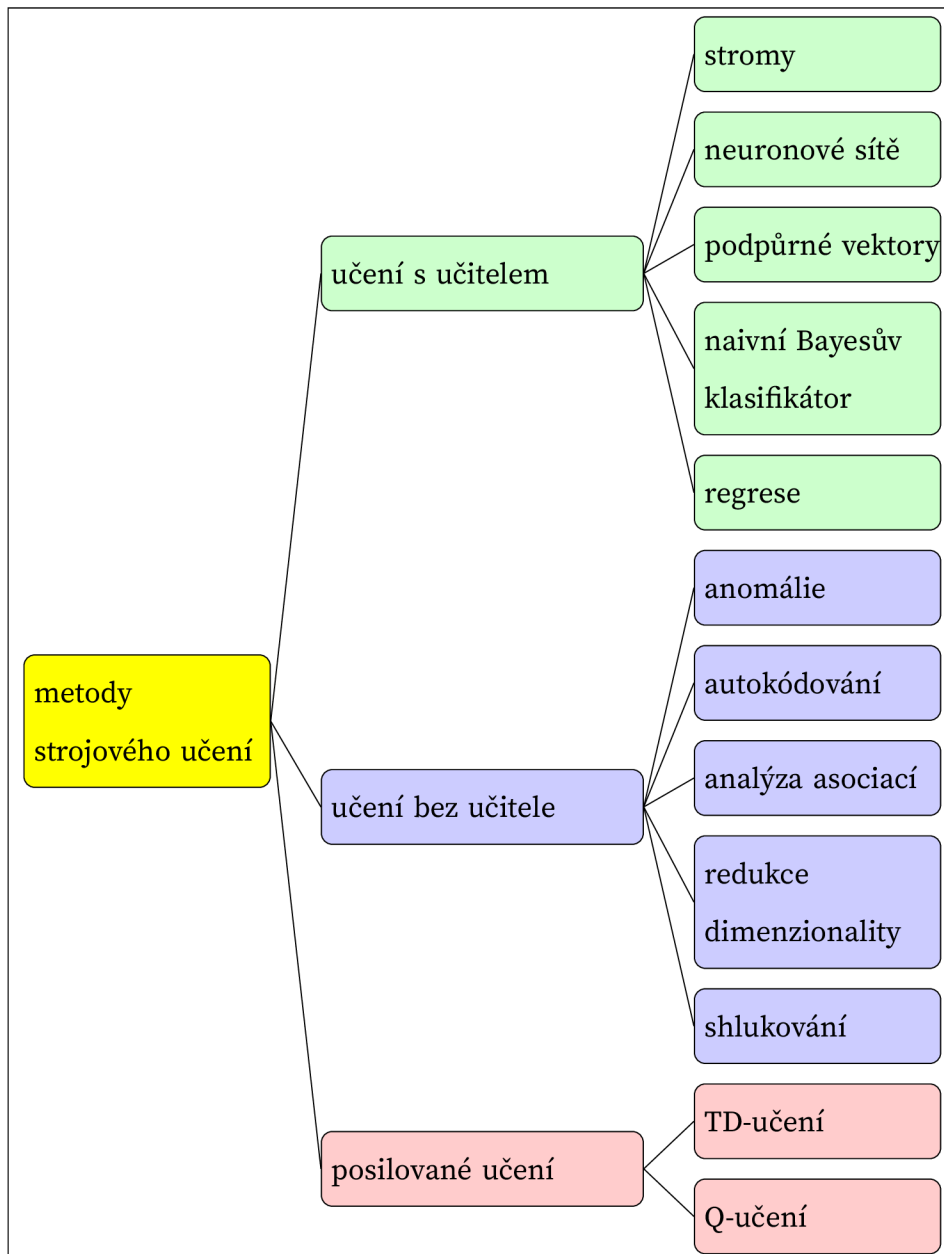 stromy
neuronové sítě
podpůrné vektory
učení s učitelem
naivní Bayesův
klasifikátor
regrese
anomálie
metody
strojového učení
autokódování
analýza asociací
učení bez učitele
redukce
dimenzionality
shlukování
TD-učení
posilované učení
Q-učení